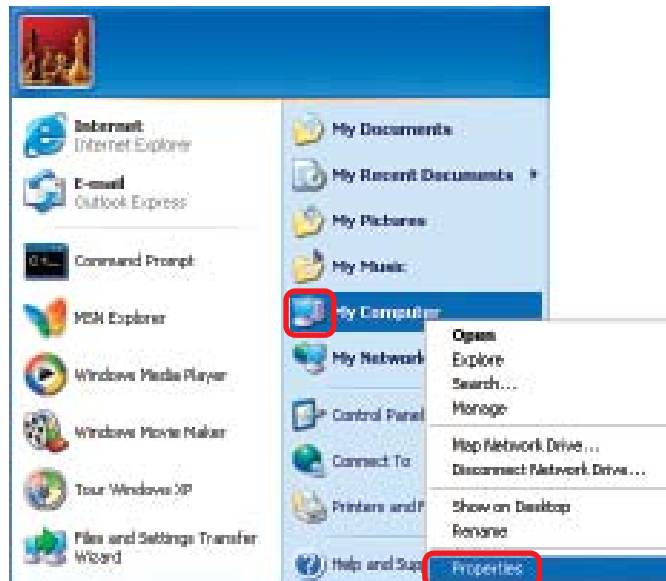 Internet
Internet Explorer
E-mail
Outlook Express
Command Prompt
MSN Explorer
Windows Media Player
Windows Movie Maker
Tour Windows XP
Files and Settings Transfer
Wizard
My Documents
My Recent Documents
My Pictures
My Music
My Computer
My Network
Control Panel
Connect To
Printers and F
Help and Sup
Open
Explore
Search...
Manage
Map Network Drive...
Disconnect Network Drive...
Show on Desktop
Rename
Properties